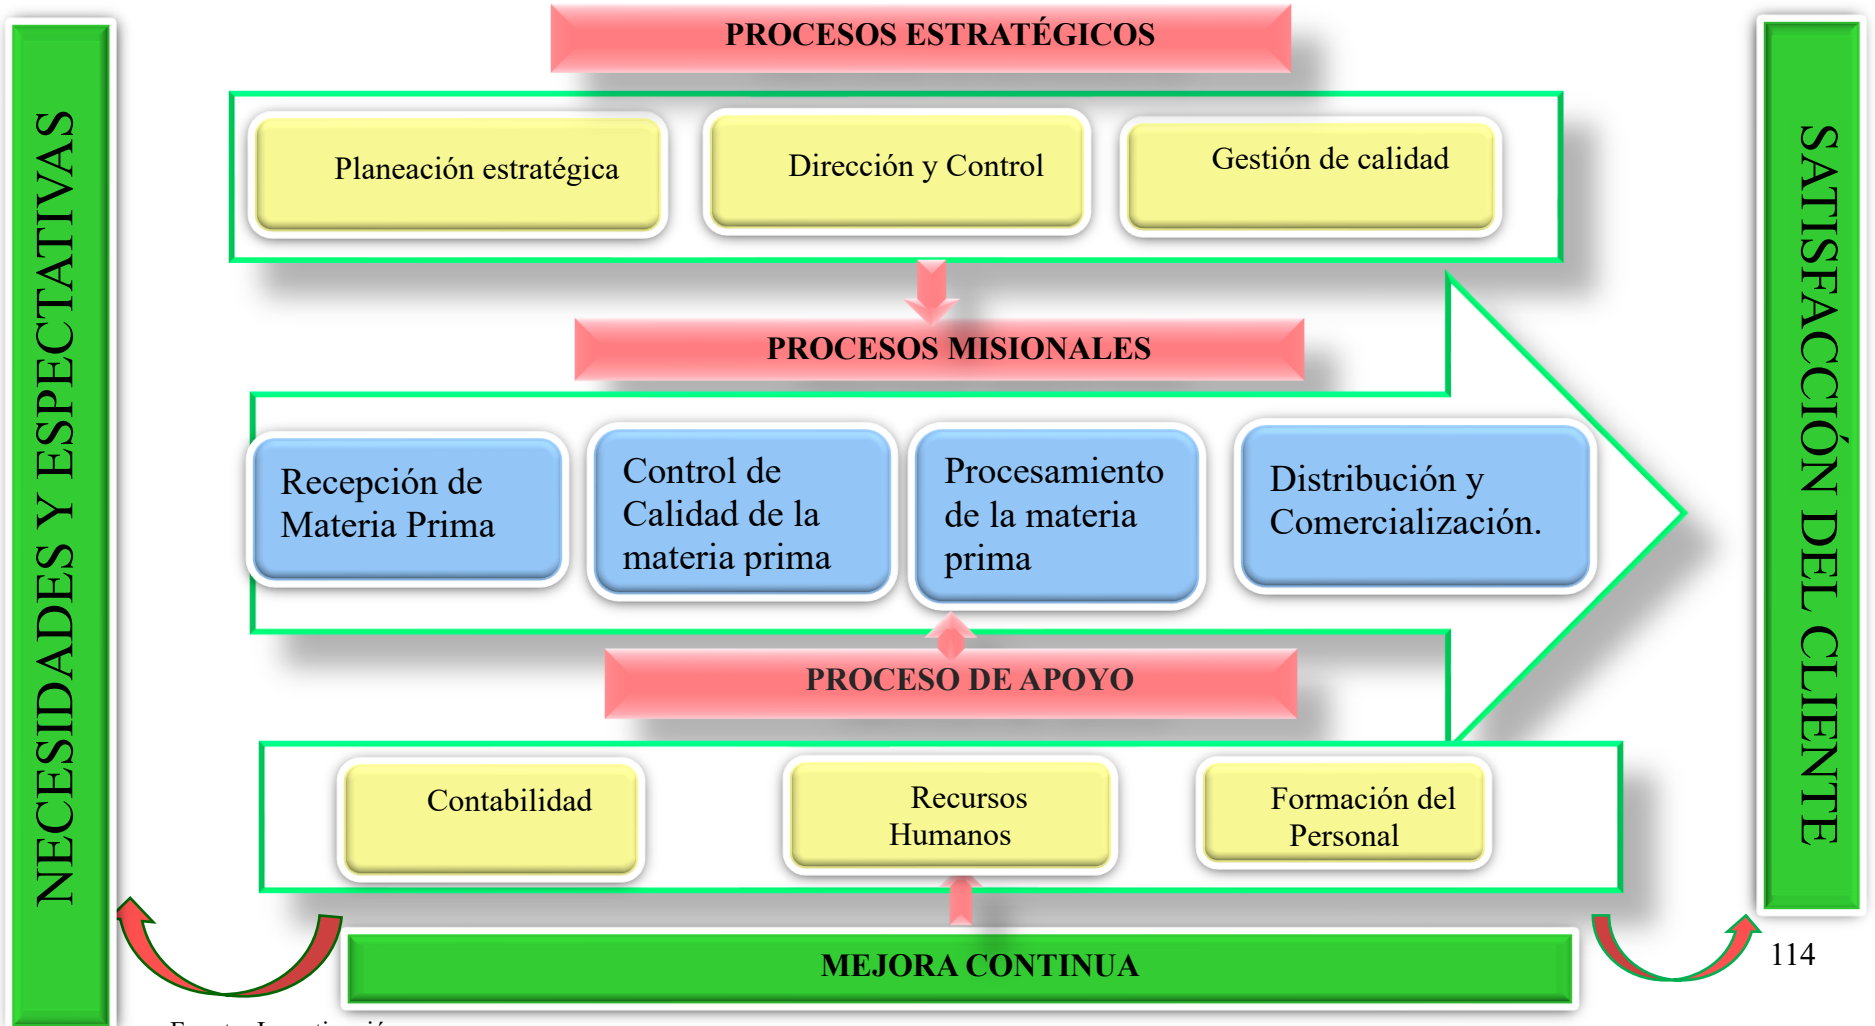 NECESIDADES Y ESPECTATIVAS
PROCESOS ESTRATÉGICOS
Planeación estratégica
Dirección y Control
Gestión de calidad
PROCESOS MISIONALES
Recepción de
Materia Prima
Control de
Calidad de la
materia prima
Procesamiento
de la materia
prima
Distribución y
Comercialización.
PROCESO DE APOYO
Contabilidad
Recursos
Humanos
Formación del
Personal
MEJORA CONTINUA
SATISFACCIÓN DEL CLIENTE
114